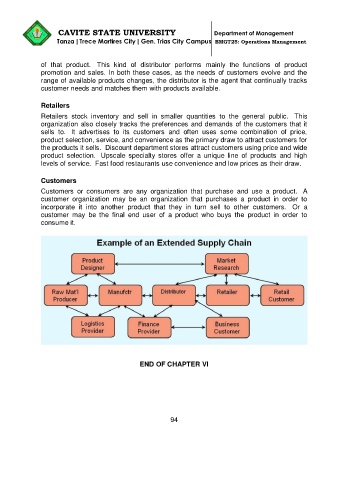 CAVITE STATE UNIVERSITY
Department of Management
Tanza | Trece Martires City | Gen. Trias City Campus
BMGT25: Operations Management
of that product. This kind of distributor performs mainly the functions of product
promotion and sales. In both these cases, as the needs of customers evolve and the
range of available products changes, the distributor is the agent that continually tracks
customer needs and matches them with products available.
Retailers
Retailers stock inventory and sell in smaller quantities to the general public. This
organization also closely tracks the preferences and demands of the customers that it
sells to. It advertises to its customers and often uses some combination of price,
product selection, service, and convenience as the primary draw to attract customers for
the products it sells. Discount department stores attract customers using price and wide
product selection. Upscale specialty stores offer a unique line of products and high
levels of service. Fast food restaurants use convenience and low prices as their draw.
Customers
Customers or consumers are any organization that purchase and use a product. A
customer organization may be an organization that purchases a product in order to
incorporate it into another product that they in turn sell to other customers. Or a
customer may be the final end user of a product who buys the product in order to
consume it.
Example of an Extended Supply Chain
Product
Designer
Market
Research
Raw Mat'l
Producer
Manufctr
Distributor
Retailer
Retail
Customer
Logistics
Provider
Finance
Provider
Business
Customer
END OF CHAPTER VI
94